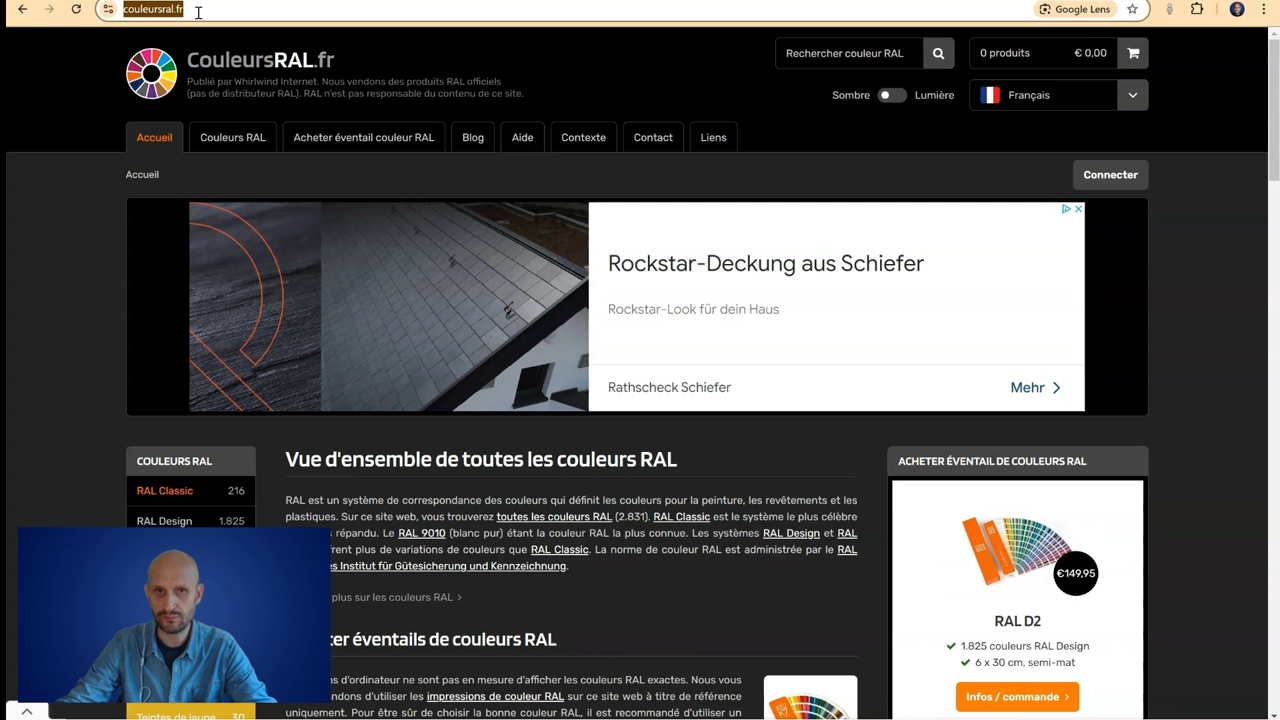 couleursral.fr
Google Lens
CouleursRAL.fr
Publié par Whirlwind Internet. Nous vendons des produits RAL officiels
(pas de distributeur RAL). RAL n'est pas responsable du contenu de ce site.
Rechercher couleur RAL
0 produits € 0,00
Sombre Lumière
Français
Accueil Couleurs RAL Acheter éventail couleur RAL Blog Aide Contexte Contact Liens
Accueil
Connecter
Rockstar-Deckung aus Schiefer
Rockstar-Look für dein Haus
Rathscheck Schiefer
Mehr
COULEURS RAL
RAL Classic 216
RAL Design 1.825
Teintes de jaune 30
Vue d'ensemble de toutes les couleurs RAL
RAL est un système de correspondance des couleurs qui définit les couleurs pour la peinture, les revêtements et les
plastiques. Sur ce site web, vous trouverez toutes les couleurs RAL (2.831). RAL Classic est le système le plus célèbre
répandu. Le RAL 9010 (blanc pur) étant la couleur RAL la plus connue. Les systèmes RAL Design et RAL
frent plus de variations de couleurs que RAL Classic. La norme de couleur RAL est administrée par le RAL
es Institut für Gütesicherung und Kennzeichnung.
plus sur les couleurs RAL
ter éventails de couleurs RAL
ns d'ordinateur ne sont pas en mesure d'afficher les couleurs RAL exactes. Nous vous
ndons d'utiliser les impressions de couleur RAL sur ce site web à titre de référence
uniquement. Pour être sûr de choisir la bonne couleur RAL, il est recommandé d'utiliser un
ACHETER ÉVENTAIL DE COULEURS RAL
€149,95
RAL D2
1.825 couleurs RAL Design
6 x 30 cm, semi-mat
Infos / commande